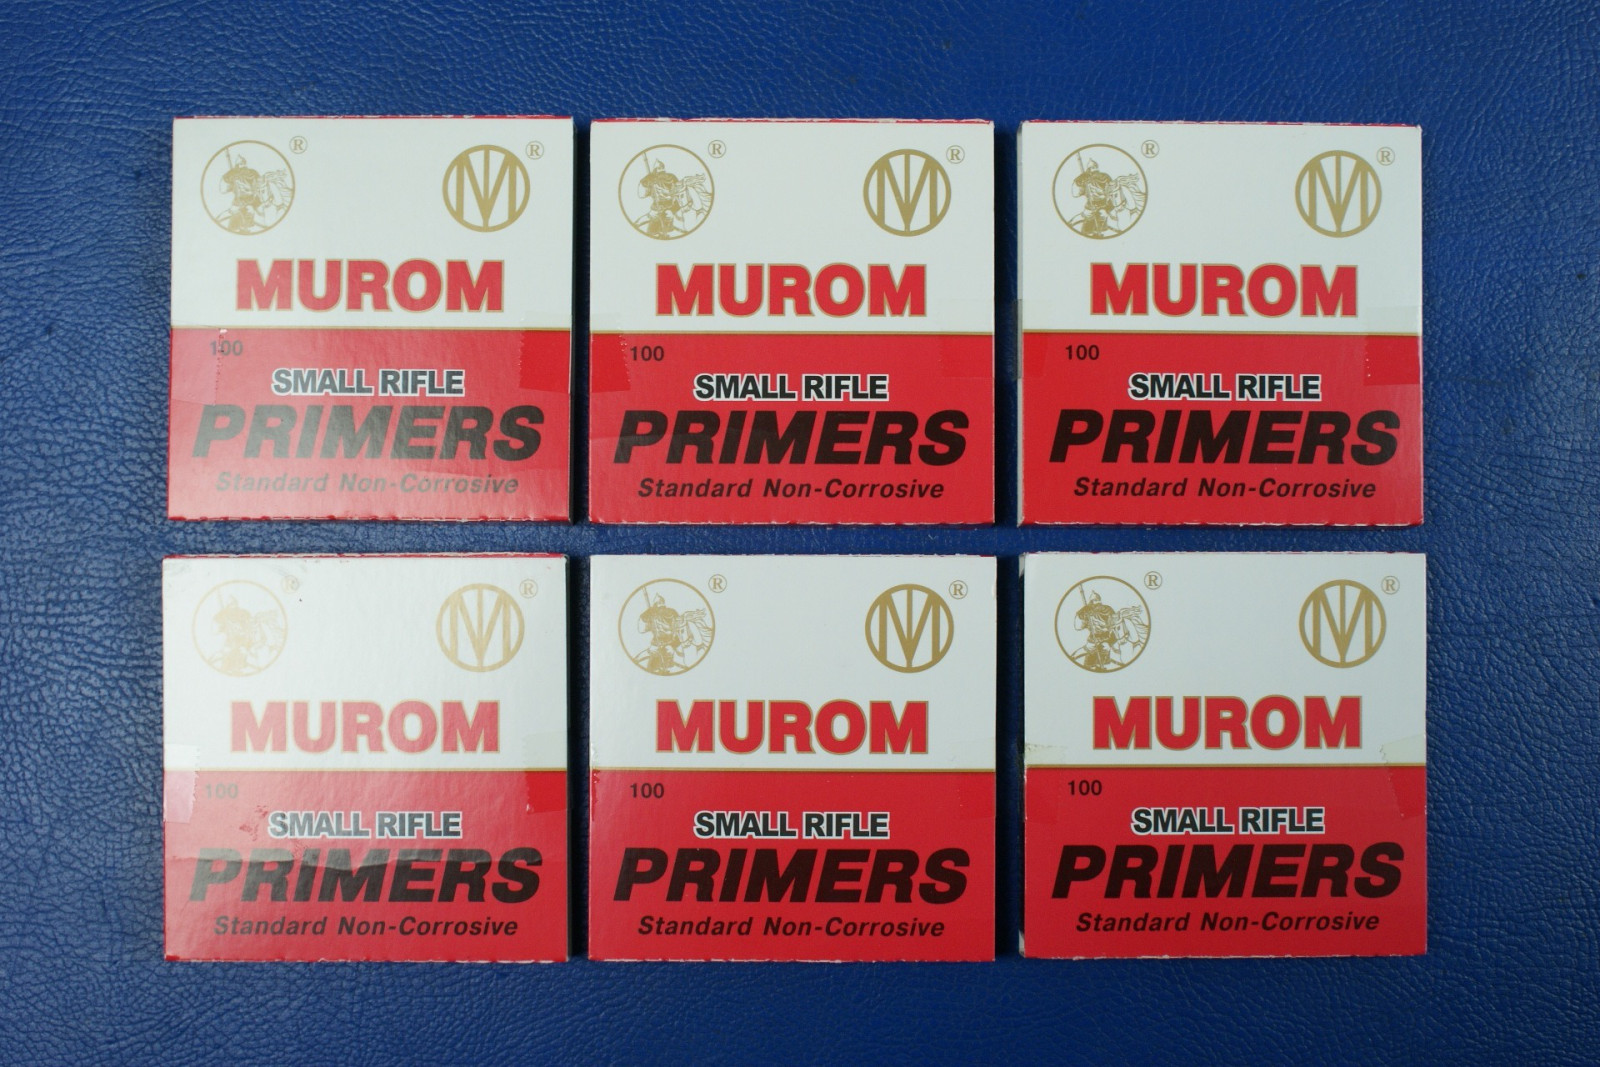 ®
M ®
MUROM
100
SMALL RIFLE
PRIMERS
Standard Non-Corrosive
®
M ®
MUROM
100
SMALL RIFLE
PRIMERS
Standard Non-Corrosive
®
M ®
MUROM
100
SMALL RIFLE
PRIMERS
Standard Non-Corrosive
®
M ®
MUROM
100
SMALL RIFLE
PRIMERS
Standard Non-Corrosive
®
M ®
MUROM
100
SMALL RIFLE
PRIMERS
Standard Non-Corrosive
®
M ®
MUROM
100
SMALL RIFLE
PRIMERS
Standard Non-Corrosive